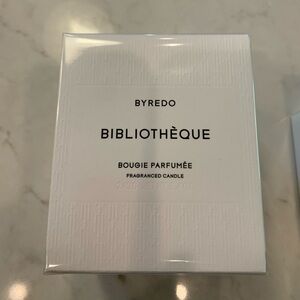 BYREDO
BIBLIOTHÈQUE
BOUGIE PARFUMÉE
FRAGRANCED CANDLE